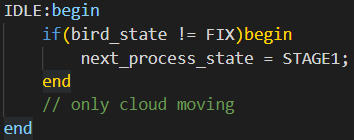 IDLE:begin
if(bird_state != FIX)begin
next_process_state = STAGE1;
end
// only cloud moving
end